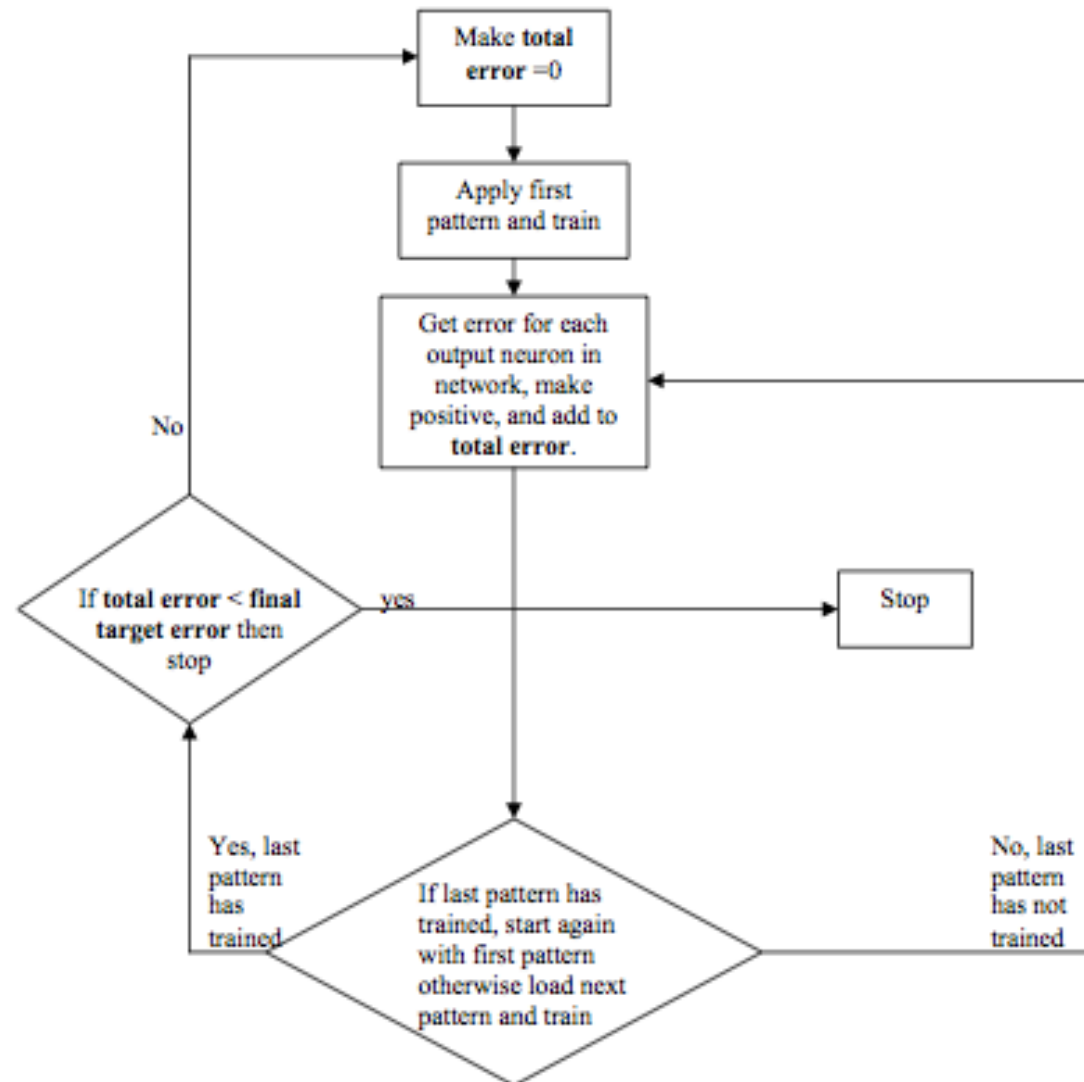 Make total
error =0
Apply first
pattern and train
Get error for each
output neuron in
network, make
positive, and add to
total error.
No
If total error < final
target error then
stop
yes
Stop
Yes, last
pattern
has
trained
If last pattern has
trained, start again
with first pattern
otherwise load next
pattern and train
No, last
pattern
has not
trained